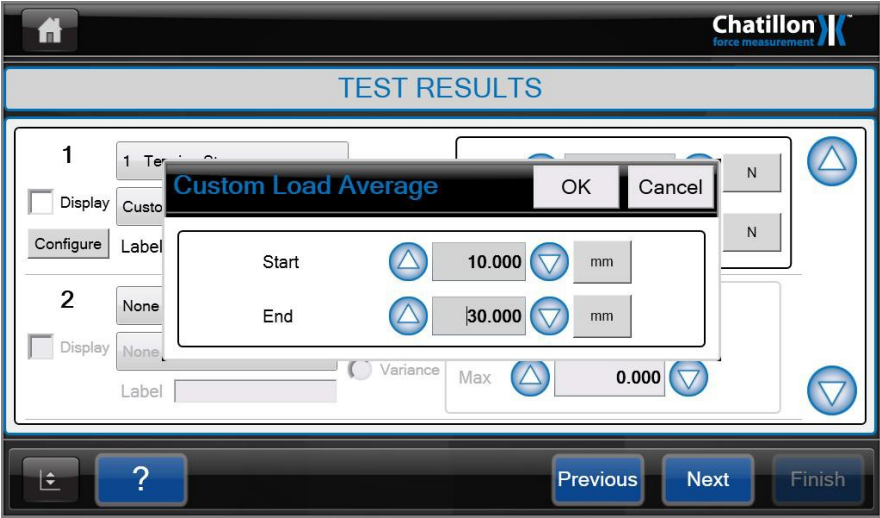 Chatillon
force measurement
TEST RESULTS
1
1
N
Display
Configure
Label
N
Custom Load Average
OK
Cancel
Start
10.000
mm
End
30.000
mm
2
None
Display
None
Label
Variance
Max
0.000
?
Previous
Next
Finish